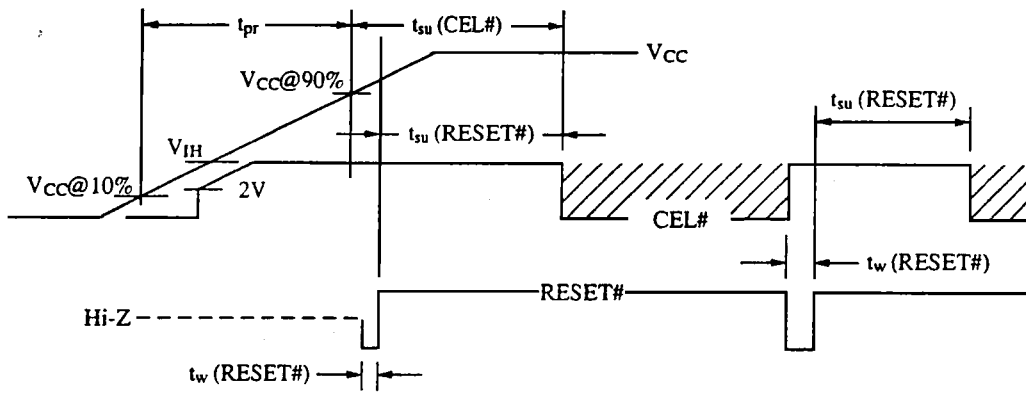 tpr
tsu (CEL#)
VCC
VCC@90%
tsu (RESET#)
tsu (RESET#)
VIH
VCC@10%
2V
CEL#
tw (RESET#)
RESET#
Hi-Z
tw (RESET#)